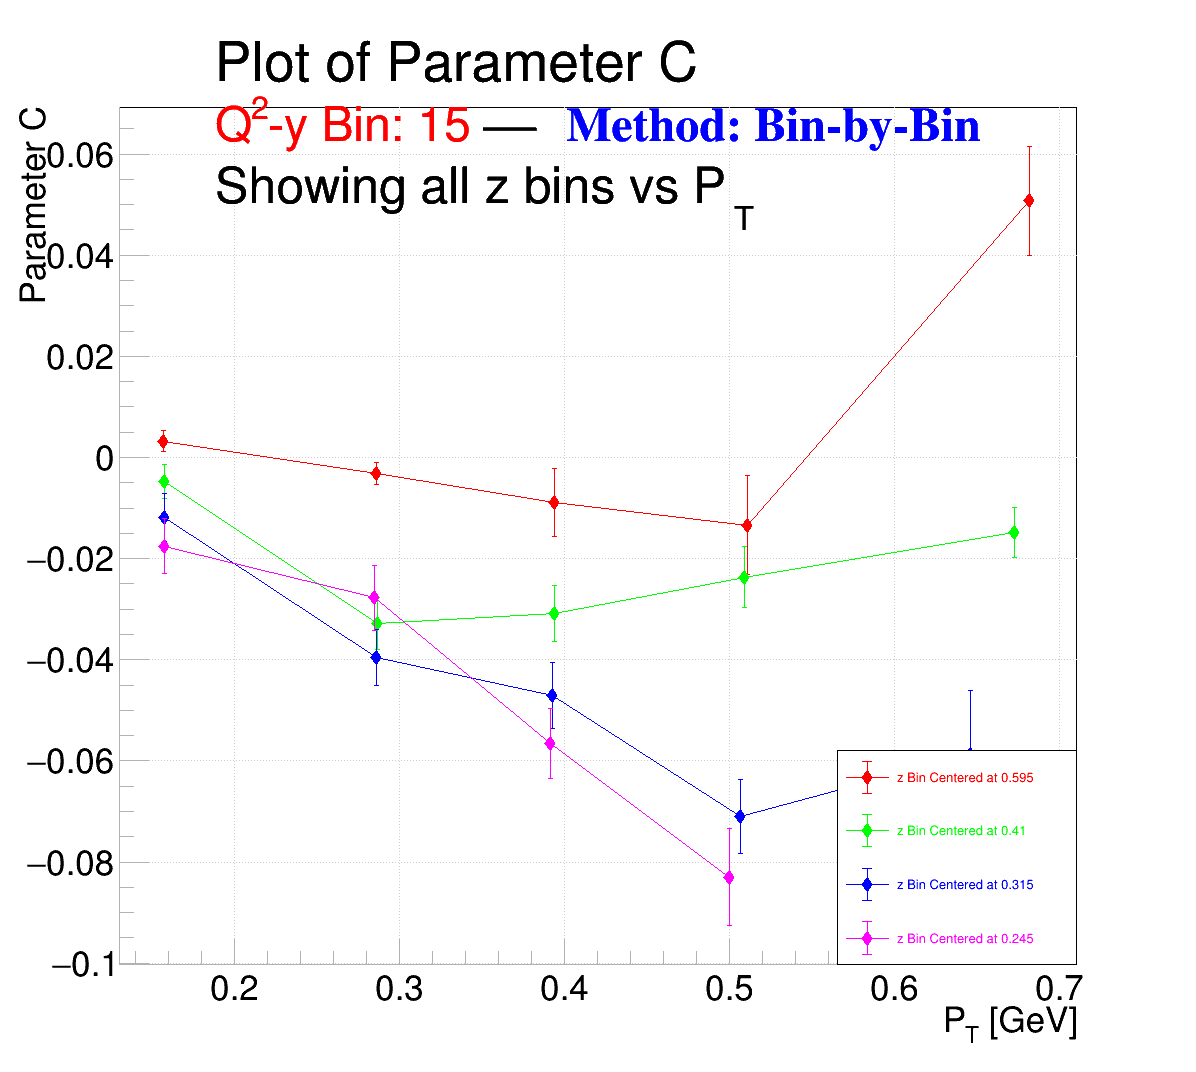 Plot of Parameter C
Q²-y Bin: 15 — Method: Bin-by-Bin
Showing all z bins vs P_T
Parameter C
0.06
0.04
0.02
0
−0.02
−0.04
−0.06
−0.08
−0.1
z Bin Centered at 0.595
z Bin Centered at 0.41
z Bin Centered at 0.315
z Bin Centered at 0.245
0.2 0.3 0.4 0.5 0.6 0.7
P_T [GeV]